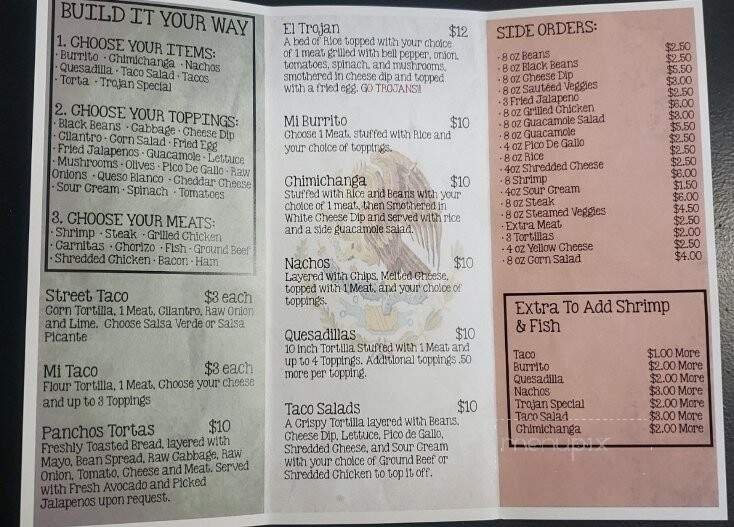 BUILD IT YOUR WAY
1. CHOOSE YOUR ITEMS:
· Burrito · Chimichanga · Nachos
· Quesadilla · Taco Salad · Tacos
· Torta · Trojan Special
2. CHOOSE YOUR TOPPINGS:
· Black Beans · Cabbage · Cheese Dip
· Cilantro · Corn Salad · Fried Egg
· Fried Jalapenos · Guacamole · Lettuce
· Mushrooms · Olives · Pico De Gallo · Raw
Onions · Queso Blanco · Cheddar Cheese
· Sour Cream · Spinach · Tomatoes
3. CHOOSE YOUR MEATS:
· Shrimp · Steak · Grilled Chicken
· Carnitas · Chorizo · Fish · Ground Beef
· Shredded Chicken · Bacon · Ham
Street Taco $3 each
Corn Tortilla, 1 Meat, Cilantro, Raw Onion
and Lime. Choose Salsa Verde or Salsa
Picante
Mi Taco $3 each
Flour Tortilla, 1 Meat, Choose your cheese
and up to 3 Toppings
Panchos Tortas $10
Freshly Toasted Bread, layered with
Mayo, Bean Spread, Raw Cabbage, Raw
Onion, Tomato, Cheese and Meat. Served
with Fresh Avocado and Picked
Jalapenos upon request.
El Trojan $12
A bed of Rice topped with your choice
of 1 meat grilled with bell pepper, onion,
tomatoes, spinach, and mushrooms,
smothered in cheese dip and topped
with a fried egg. GO TROJANS!!!
Mi Burrito $10
Choose 1 Meat, stuffed with Rice and
your choice of toppings.
Chimichanga $10
Stuffed with Rice and Beans with your
choice of 1 meat, then Smothered in
White Cheese Dip and served with rice
and a side guacamole salad.
Nachos $10
Layered with Chips, Melted Cheese,
topped with 1 Meat, and your choice of
toppings.
Quesadillas $10
10 inch Tortilla Stuffed with 1 Meat and
up to 4 Toppings. Additional toppings .50
more per topping.
Taco Salads $10
A Crispy Tortilla layered with Beans,
Cheese Dip, Lettuce, Pico de Gallo,
Shredded Cheese, and Sour Cream
with your choice of Ground Beef or
Shredded Chicken to top it off.
SIDE ORDERS:
· 8 oz Beans $2.50
· 8 oz Black Beans $2.50
· 8 oz Cheese Dip $5.50
· 8 oz Sautéed Veggies $3.00
· 3 Fried Jalapeno $2.50
· 8 oz Grilled Chicken $6.00
· 8 oz Guacamole Salad $3.00
· 8 oz Guacamole $5.50
· 4 oz Pico De Gallo $2.50
· 8 oz Rice $2.50
· 4oz Shredded Cheese $2.50
· 8 Shrimp $6.00
· 4oz Sour Cream $1.50
· 8 oz Steak $6.00
· 8 oz Steamed Veggies $4.50
· Extra Meat $2.50
· 3 Tortillas $2.00
· 4 oz Yellow Cheese $2.50
· 8 oz Corn Salad $4.00
Extra To Add Shrimp
& Fish
Taco $1.00 More
Burrito $2.00 More
Quesadilla $2.00 More
Nachos $3.00 More
Trojan Special $2.00 More
Taco Salad $3.00 More
Chimichanga $2.00 More
menupix